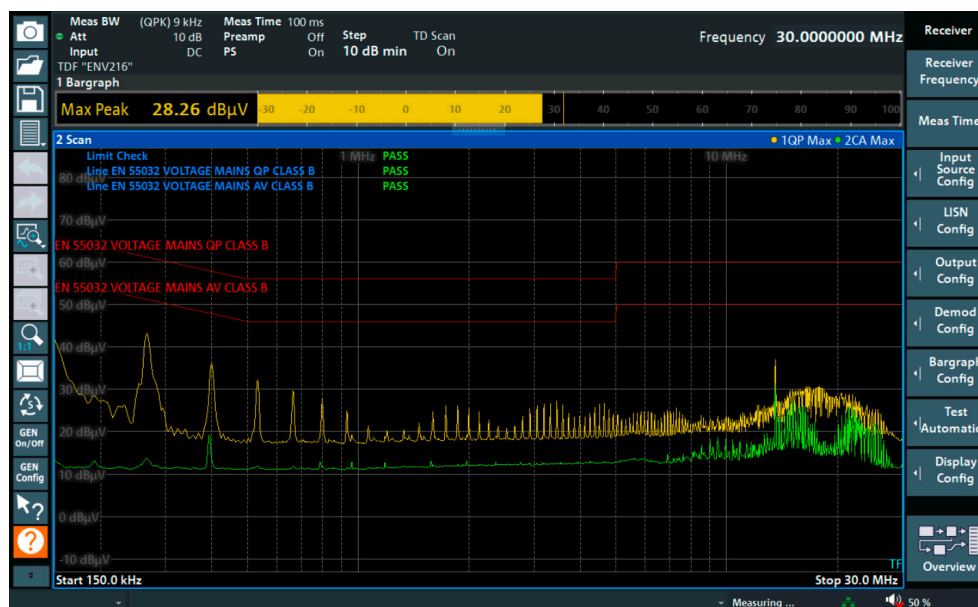 Meas BW (QPK) 9 kHz Meas Time 100 ms
Att 10 dB Preamp Off Step TD Scan
Input DC PS On 10 dB min On
TDF "ENV216"
Frequency 30.0000000 MHz
1 Bargraph
Max Peak 28.26 dBµV
-30 -20 -10 0 10 20 30 40 50 60 70 80 90 100
2 Scan
1QP Max 2CA Max
Limit Check PASS
Line EN 55032 VOLTAGE MAINS QP CLASS B PASS
Line EN 55032 VOLTAGE MAINS AV CLASS B PASS
1 MHz
10 MHz
80 dBµV
70 dBµV
EN 55032 VOLTAGE MAINS QP CLASS B
60 dBµV
EN 55032 VOLTAGE MAINS AV CLASS B
50 dBµV
40 dBµV
30 dBµV
20 dBµV
10 dBµV
0 dBµV
-10 dBµV
TF
Start 150.0 kHz
Stop 30.0 MHz
Measuring ...
50 %
1:1
S
GEN
On/Off
GEN
Config
?
?
Receiver
Receiver
Frequency
Meas Time
Input
Source
Config
LISN
Config
Output
Config
Demod
Config
Bargraph
Config
Test
Automatic
Display
Config
Overview